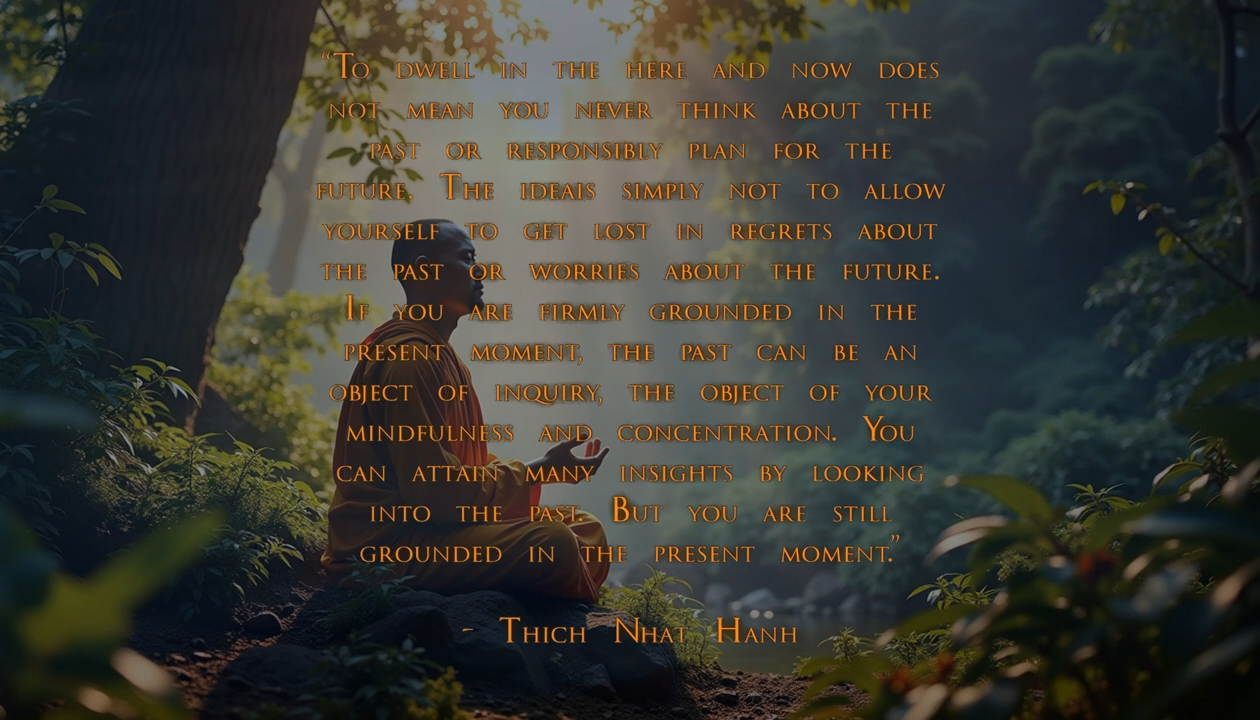 “To dwell in the here and now does
not mean you never think about the
past or responsibly plan for the
future. The ideais simply not to allow
yourself to get lost in regrets about
the past or worries about the future.
If you are firmly grounded in the
present moment, the past can be an
object of inquiry, the object of your
mindfulness and concentration. You
can attain many insights by looking
into the past. But you are still
grounded in the present moment.”
- Thich Nhat Hanh